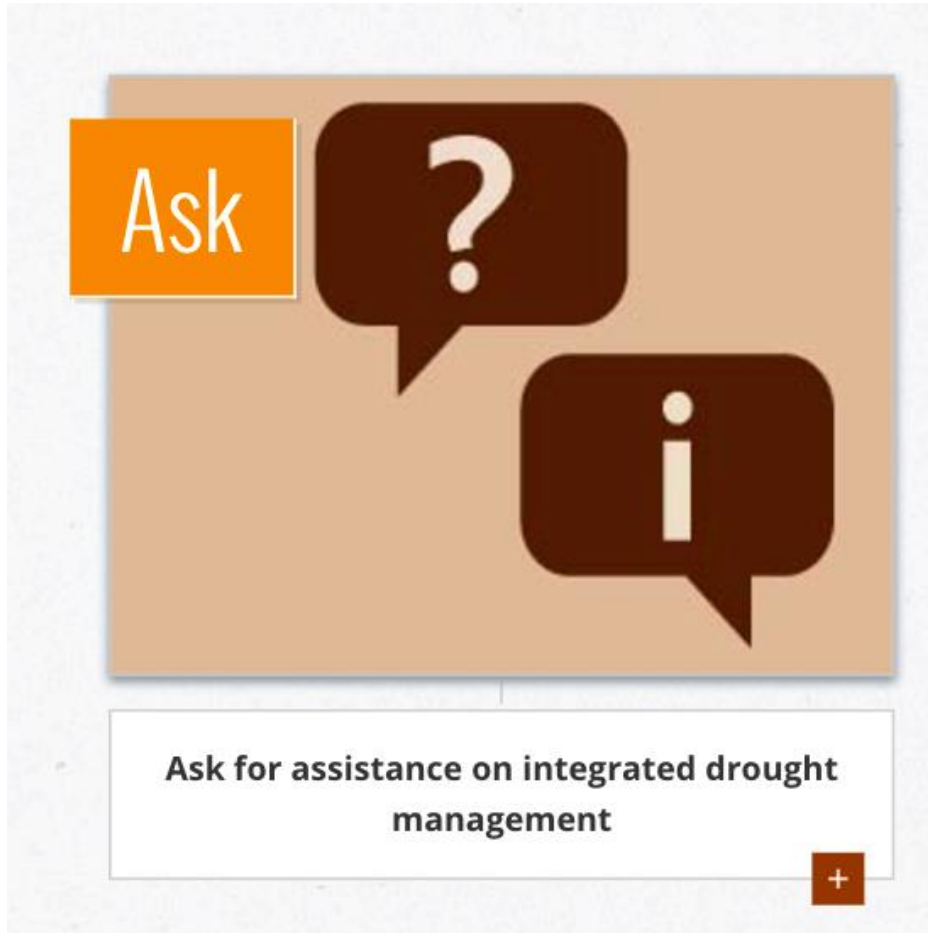 Ask
?
i
Ask for assistance on integrated drought
management
+